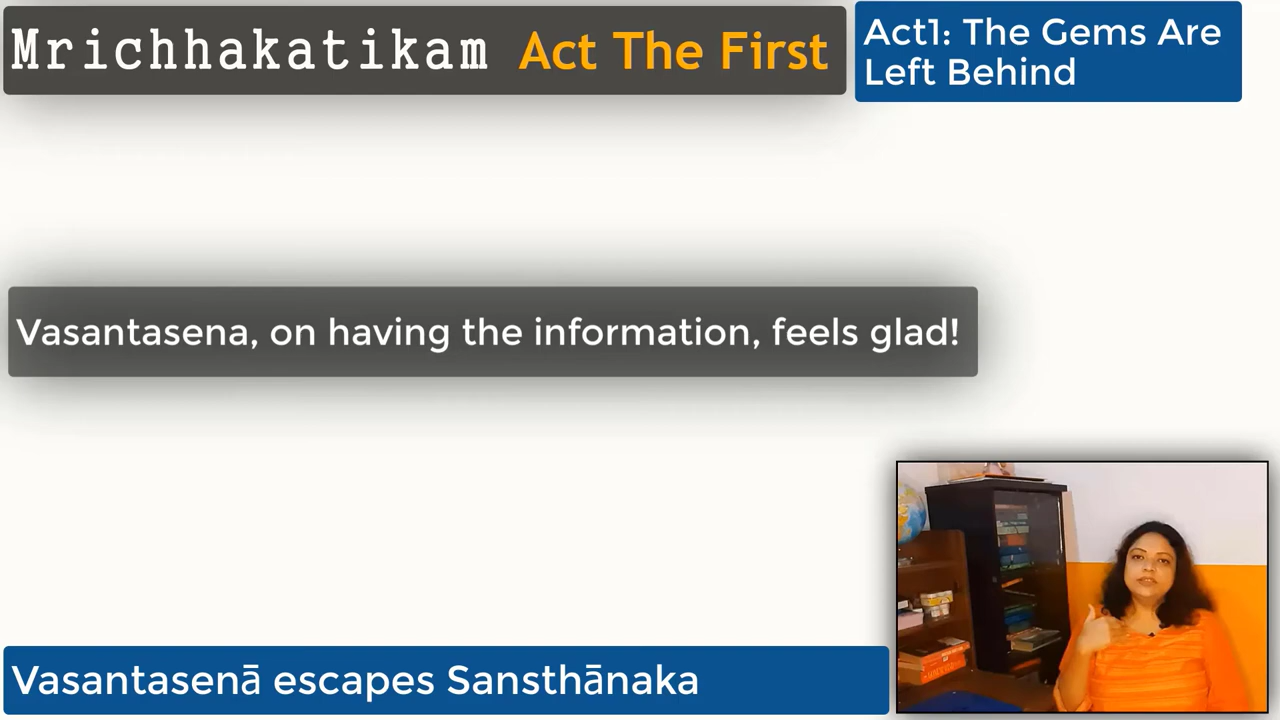 Mrichhakatikam Act The First
Act1: The Gems Are
Left Behind
Vasantasena, on having the information, feels glad!
Vasantasenā escapes Sansthānaka